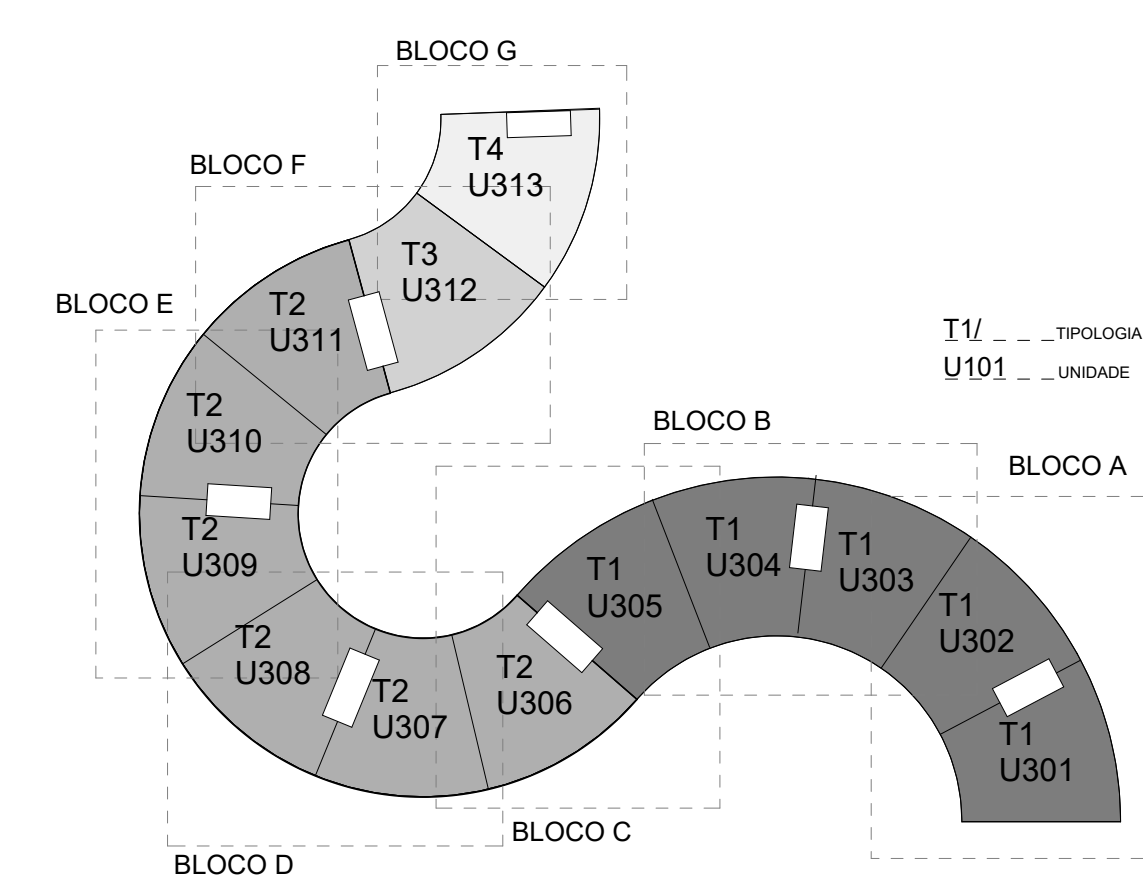 BLOCO G
T4
U313
BLOCO F
T3
U312
BLOCO E
T2
U311
T1/ _ _ _ _TIPOLOGIA
U101 _ _ _ UNIDADE
T2
U310
BLOCO B
BLOCO A
T2
U309
T1
U304
T1
U303
T1
U305
T1
U302
T2
U308
T2
U306
T2
U307
T1
U301
BLOCO C
BLOCO D